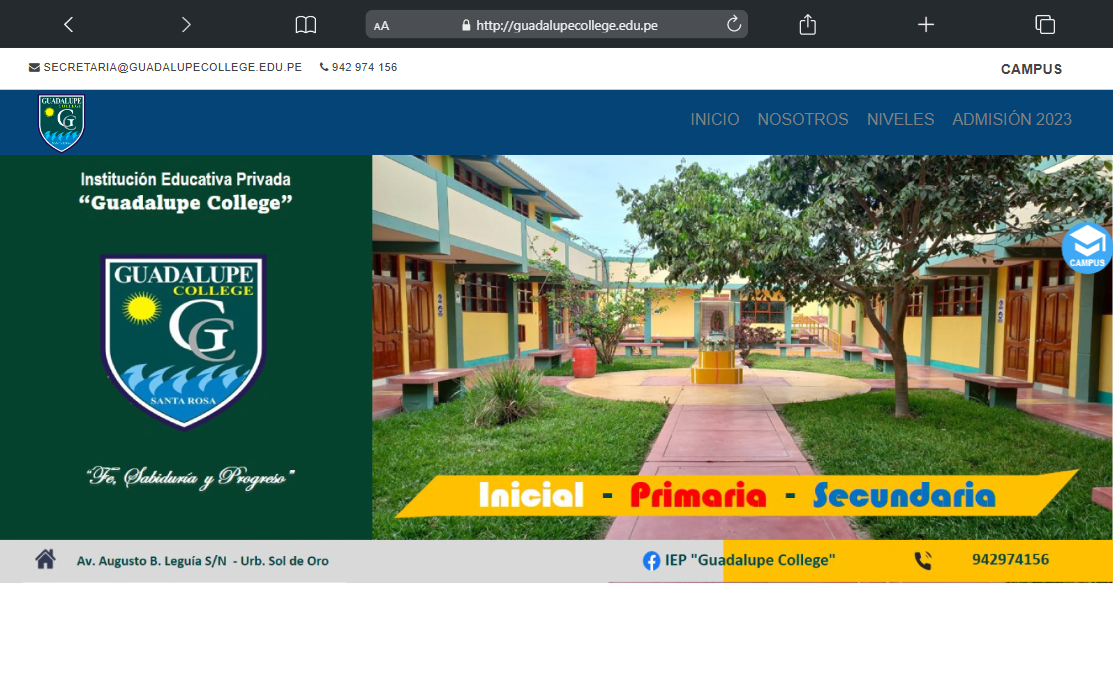 AA
http://guadalupecollege.edu.pe
SECRETARIA@GUADALUPECOLLEGE.EDU.PE 942 974 156
CAMPUS
GUADALUPE
COLLEGE
GC
INICIO NOSOTROS NIVELES ADMISIÓN 2023
Institución Educativa Privada
“Guadalupe College”
GUADALUPE
COLLEGE
GC
SANTA ROSA
“Fe, Sabiduría y Progreso”
CAMPUS
Inicial - Primaria - Secundaria
Av. Augusto B. Leguía S/N - Urb. Sol de Oro
IEP "Guadalupe College"
942974156